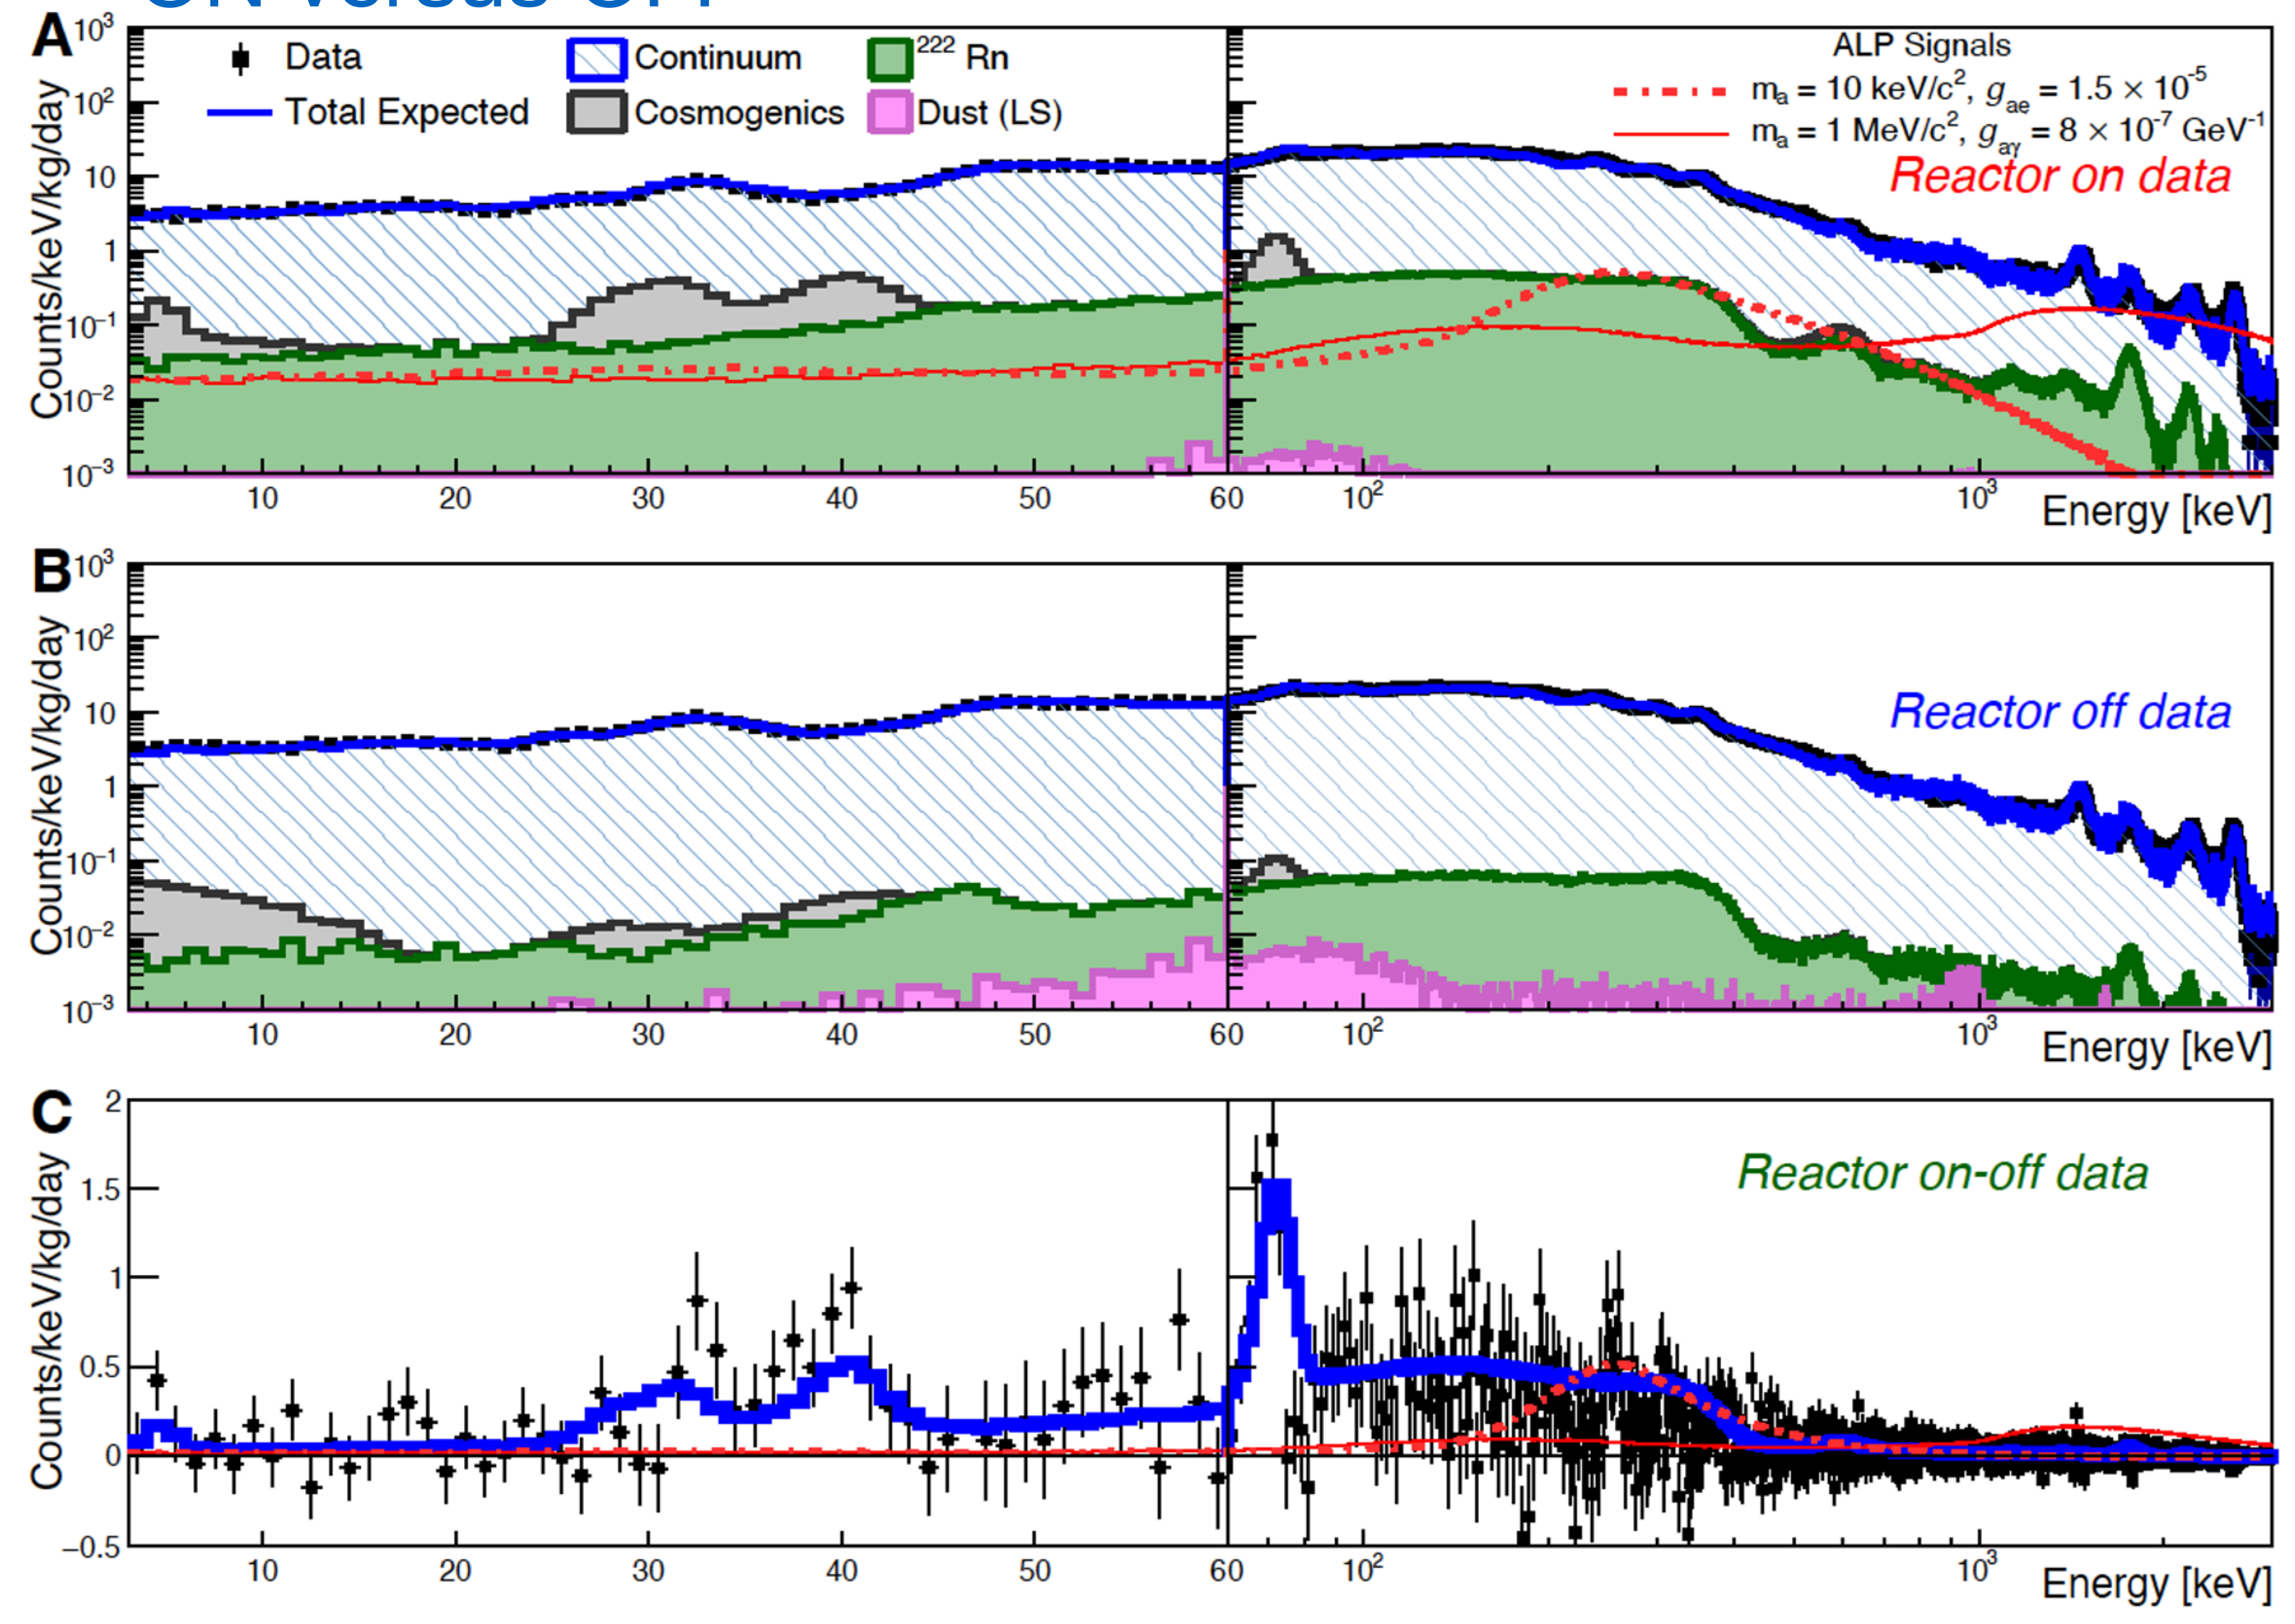 ON versus OFF
A
10³
10²
10
1
10⁻¹
10⁻²
10⁻³
Counts/keV/kg/day
Data
Total Expected
Continuum
Cosmogenics
²²² Rn
Dust (LS)
ALP Signals
mₐ = 10 keV/c², gₐₑ = 1.5 × 10⁻⁵
mₐ = 1 MeV/c², gₐᵧ = 8 × 10⁻⁷ GeV⁻¹
Reactor on data
10 20 30 40 50 60 10² 10³
Energy [keV]
B
10³
10²
10
1
10⁻¹
10⁻²
10⁻³
Counts/keV/kg/day
Reactor off data
10 20 30 40 50 60 10² 10³
Energy [keV]
C
2
1.5
1
0.5
0
−0.5
Counts/keV/kg/day
Reactor on-off data
10 20 30 40 50 60 10² 10³
Energy [keV]